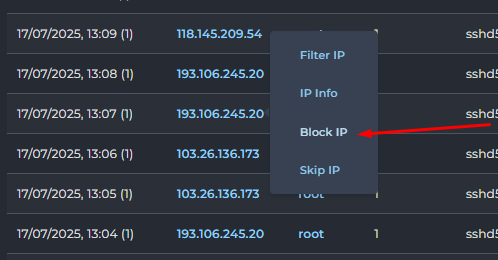 17/07/2025, 13:09 (1) 118.145.209.54 1 sshd5
Filter IP
17/07/2025, 13:08 (1) 193.106.245.20 sshd5
IP Info
17/07/2025, 13:07 (1) 193.106.245.20 sshd5
Block IP
17/07/2025, 13:06 (1) 103.26.136.173 sshd5
Skip IP
17/07/2025, 13:05 (1) 103.26.136.173 root 1 sshd5
17/07/2025, 13:04 (1) 193.106.245.20 root 1 sshd5